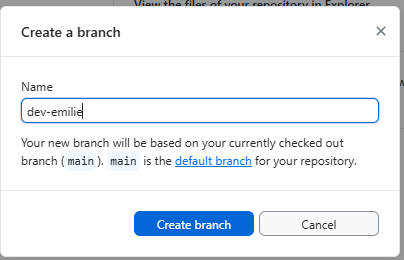 View the files of your repository in Explorer
Create a branch
Name
dev-emilie
Your new branch will be based on your currently checked out
branch ( main ). main is the default branch for your repository.
Create branch
Cancel